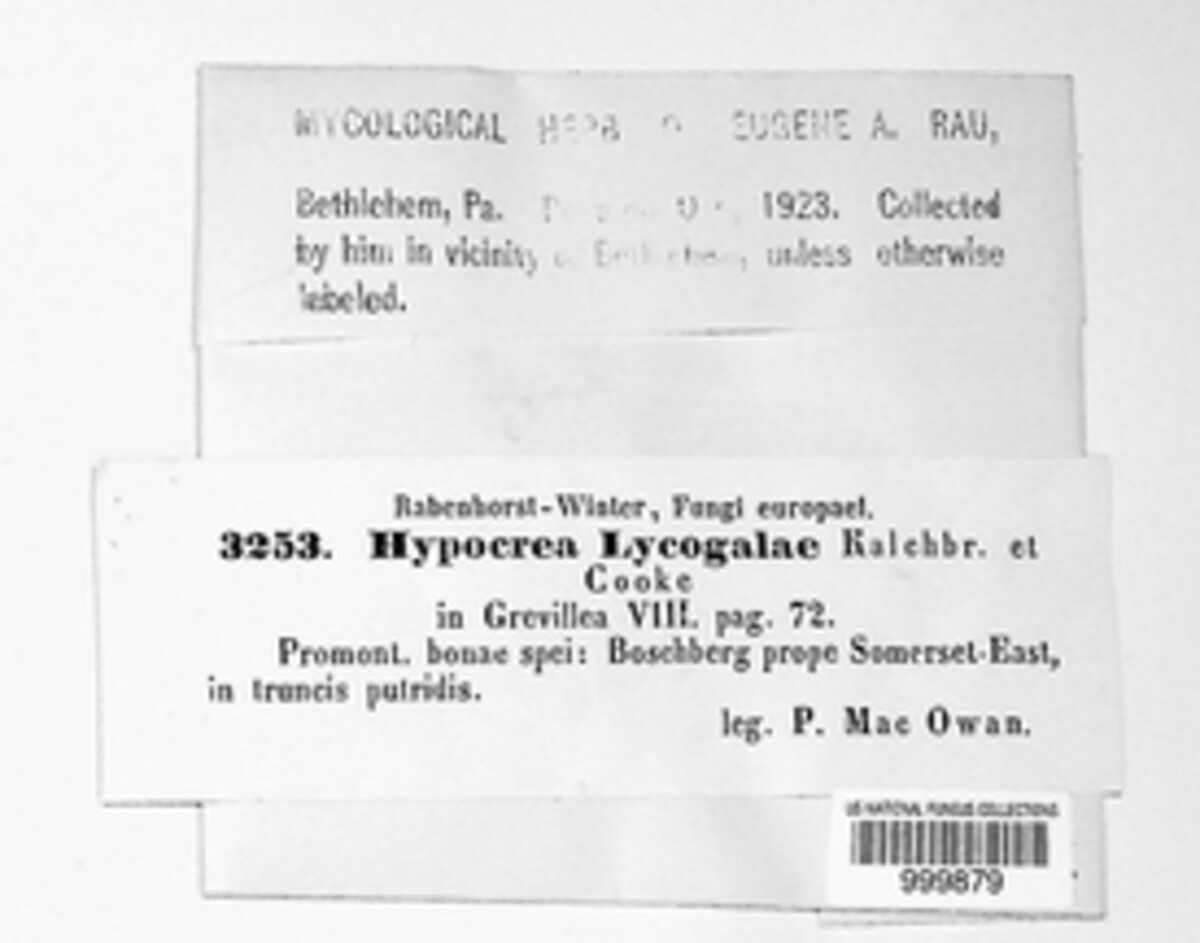 MYCOLOGICAL HERB EUGENE A. RAU,
Bethlehem, Pa. 1923. Collected
by him in vicinity Bethlehem, unless otherwise
labeled.
Rabenhorst-Winter, Fungi europaei.
3253. Hypocrea Lycogalae Kalchbr. et
Cooke
in Grevillea VIII. pag. 72.
Promont. bonae spei: Boschberg prope Somerset-East,
in truncis putridis.
leg. P. Mac Owan.
US NATIONAL FUNGUS COLLECTIONS
999879